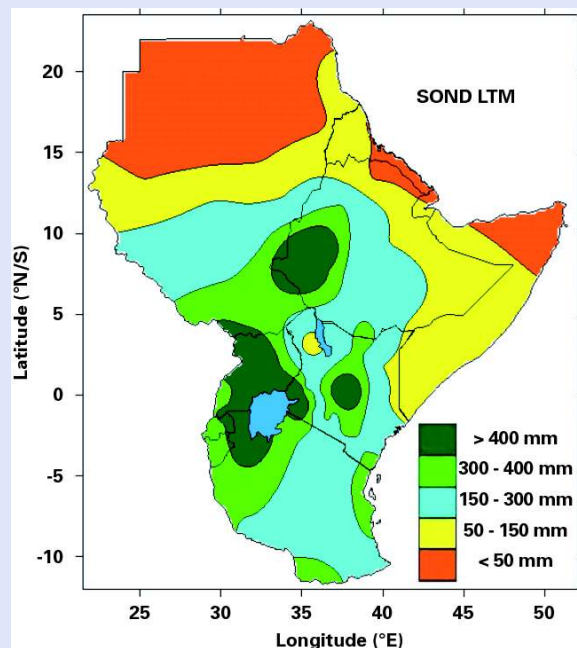 SOND LTM
20
15
10
5
0
-5
-10
Latitude (°N/S)
> 400 mm
300 - 400 mm
150 - 300 mm
50 - 150 mm
< 50 mm
25 30 35 40 45 50
Longitude (°E)